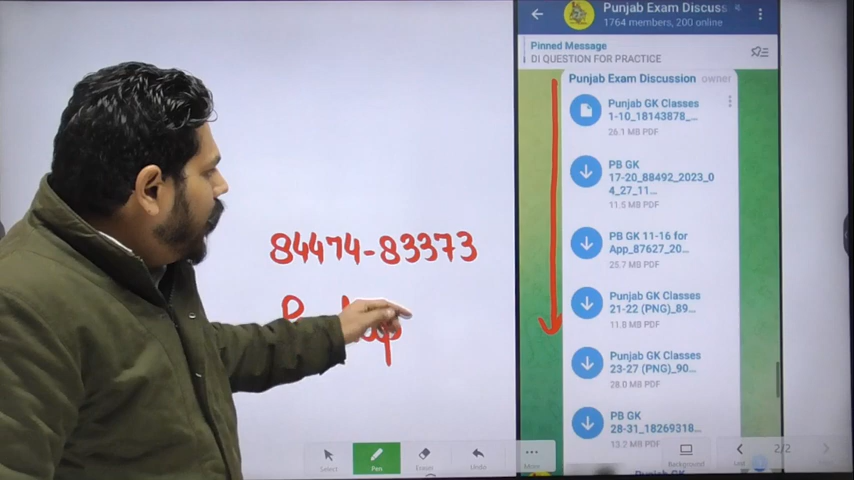 Punjab Exam Discuss
1764 members, 200 online
Pinned Message
DI QUESTION FOR PRACTICE
Punjab Exam Discussion owner
Punjab GK Classes
1-10_18143878_...
26.1 MB PDF
PB GK
17-20_88492_2023_0
4_27_11...
11.5 MB PDF
PB GK 11-16 for
App_87627_20...
25.7 MB PDF
Punjab GK Classes
21-22 (PNG)_89...
11.8 MB PDF
Punjab GK Classes
23-27 (PNG)_90...
28.0 MB PDF
PB GK
28-31_18269318...
13.2 MB PDF
84474-83373
Select
Pen
Eraser
Undo
More
Background
2/2